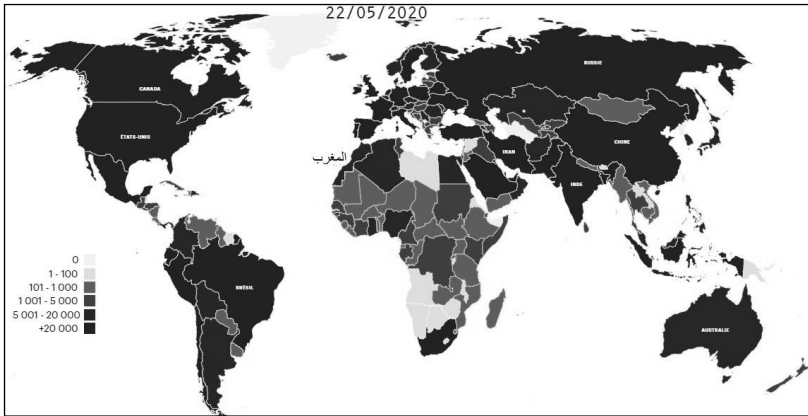 22/05/2020
RUSSIE
CANADA
ÉTATS-UNIS
CHINE
IRAN
المغرب
INDE
BRÉSIL
AUSTRALIE
0
1 - 100
101 - 1 000
1 001 - 5 000
5 001 - 20 000
+20 000